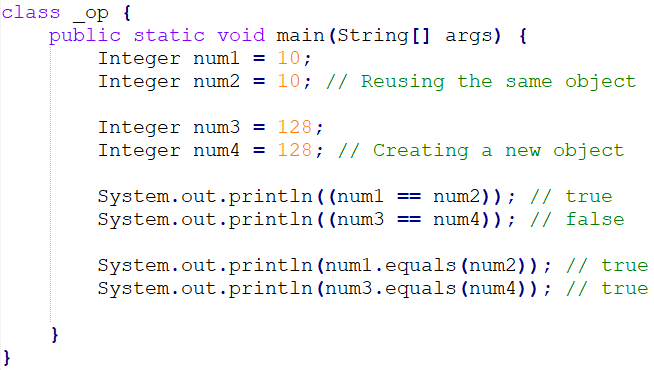 class _op {
    public static void main(String[] args) {
        Integer num1 = 10;
        Integer num2 = 10; // Reusing the same object

        Integer num3 = 128;
        Integer num4 = 128; // Creating a new object

        System.out.println((num1 == num2)); // true
        System.out.println((num3 == num4)); // false

        System.out.println(num1.equals(num2)); // true
        System.out.println(num3.equals(num4)); // true

    }
}